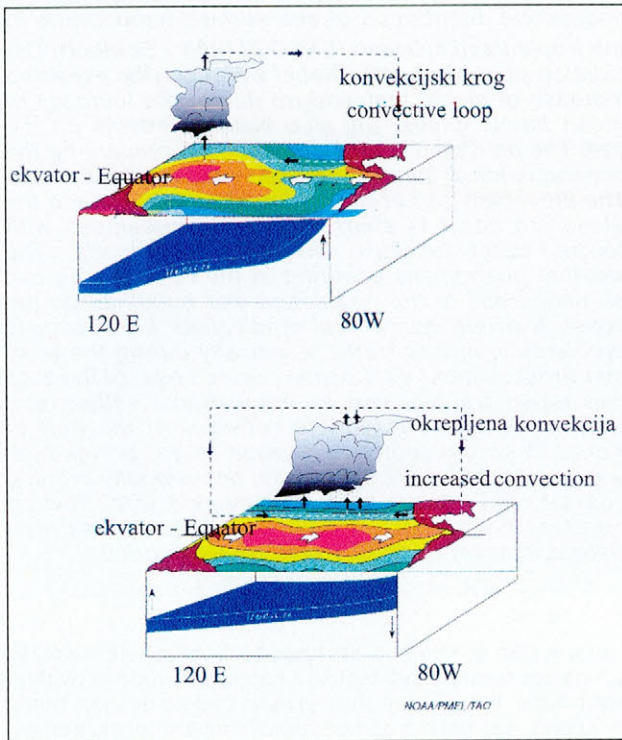 konvekcijski krog
convective loop
ekvator - Equator
120 E
80W
okrepljena konvekcija
increased convection
ekvator - Equator
120 E
80W
NOAA/PMEL/TAO